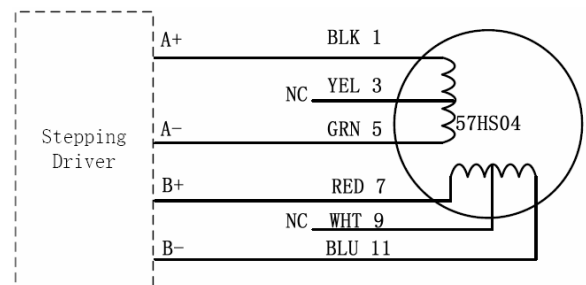 A+ BLK 1
NC YEL 3
A- GRN 5
57HS04
Stepping
Driver
B+ RED 7
NC WHT 9
B- BLU 11